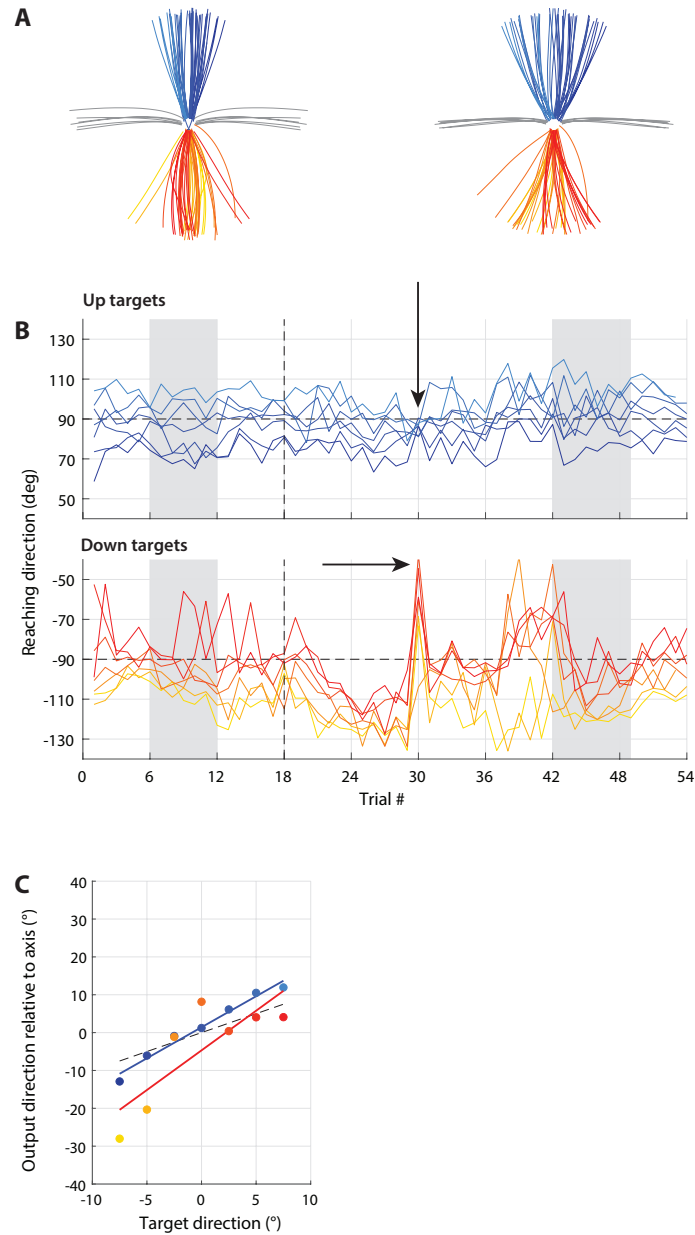 A
Up targets
B
130
110
90
70
50
Down targets
-50
-70
-90
-110
-130
Reaching direction (deg)
0 6 12 18 24 30 36 42 48 54
Trial #
C
40
30
20
10
0
-10
-20
-30
-40
Output direction relative to axis (°)
-10 -5 0 5 10
Target direction (°)